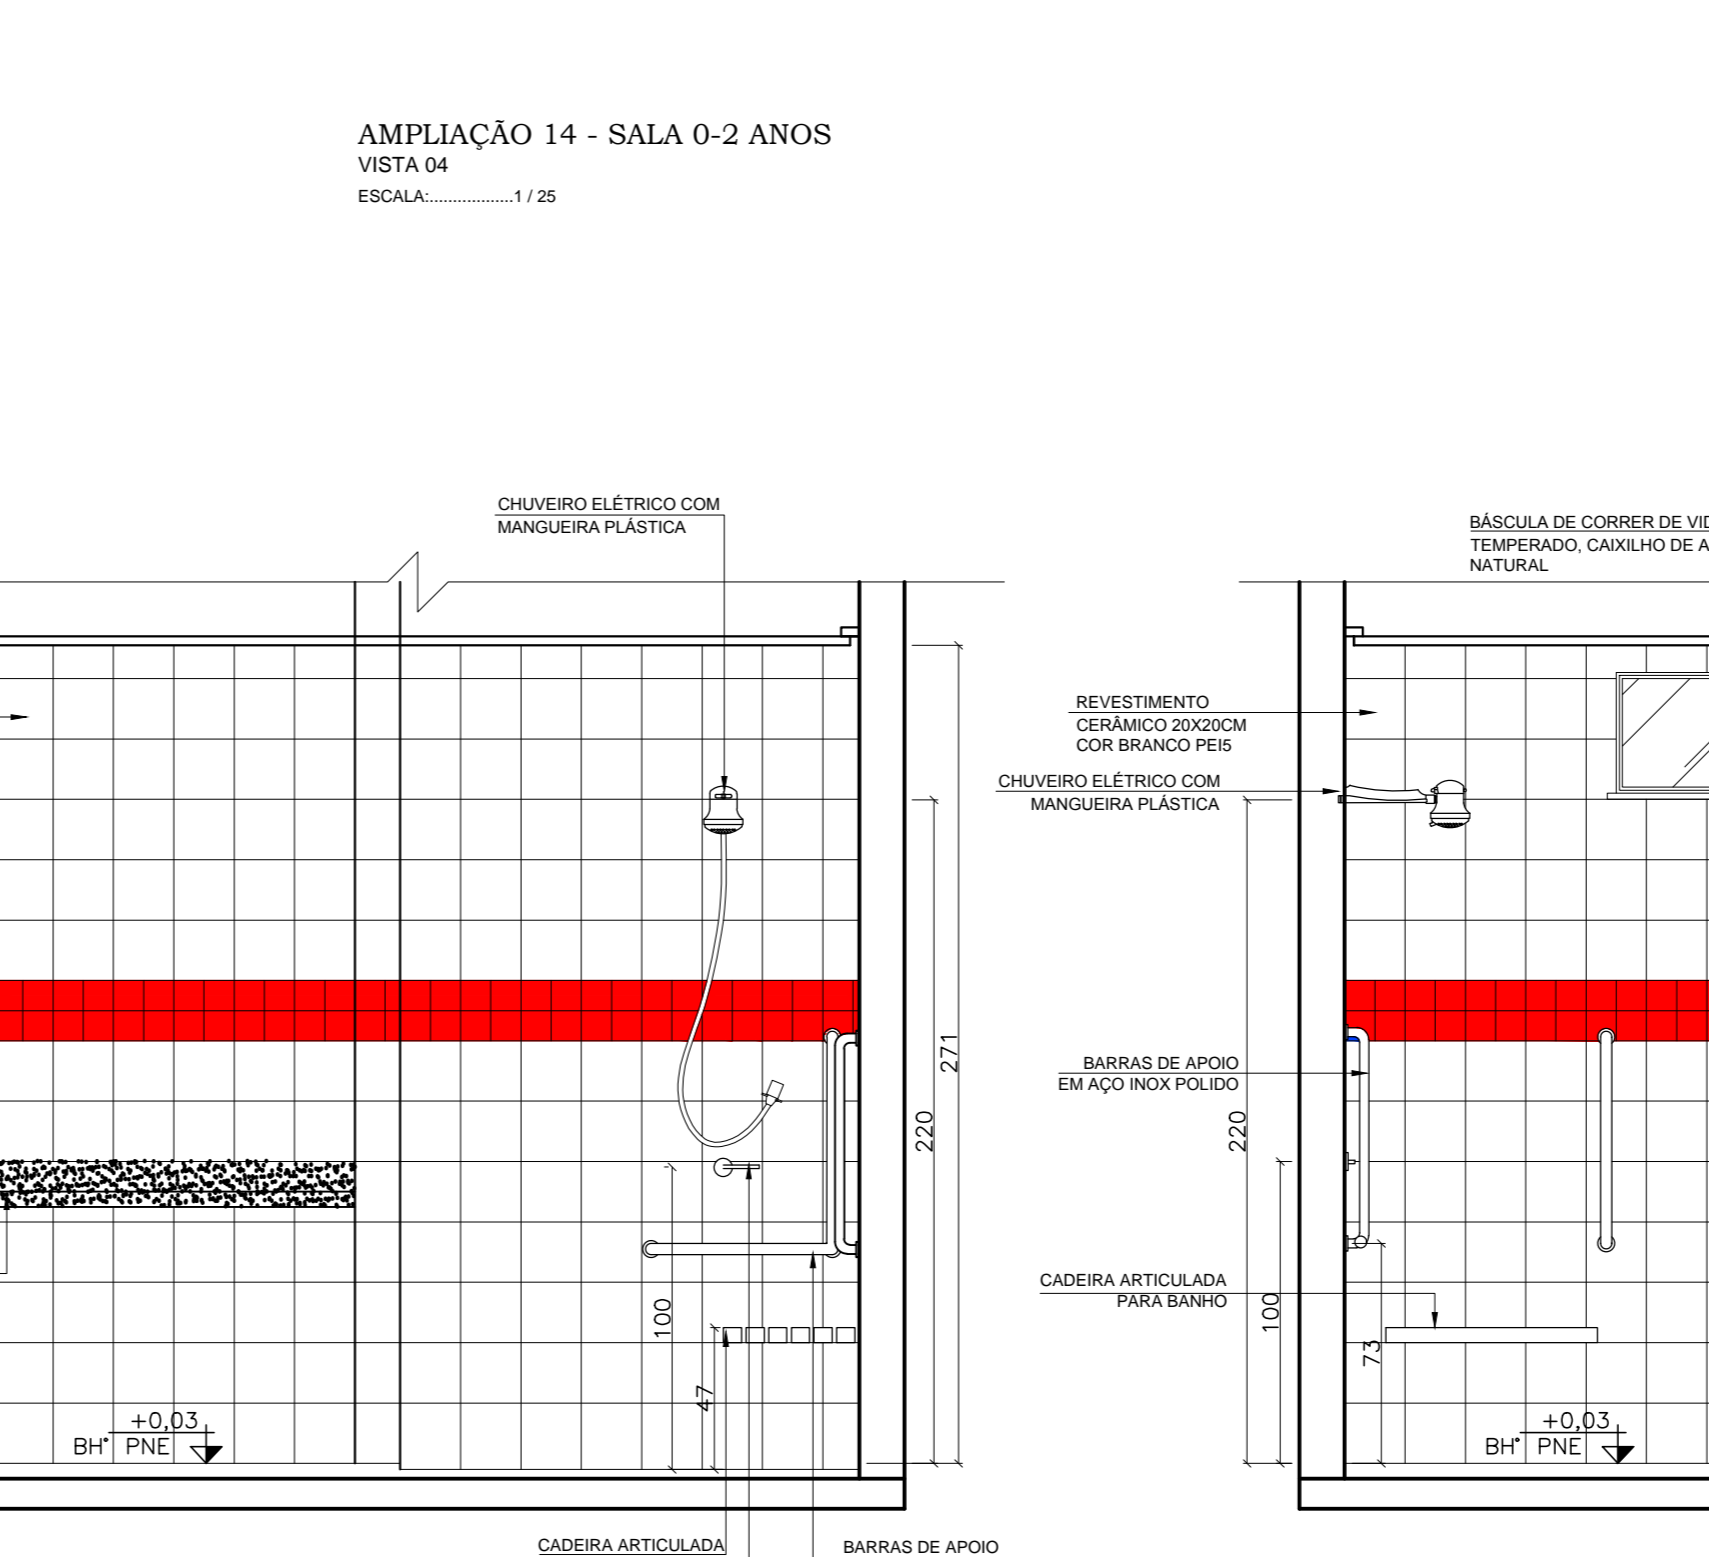 AMPLIAÇÃO 14 - SALA 0-2 ANOS
VISTA 04
ESCALA:..................1 / 25
CHUVEIRO ELÉTRICO COM
MANGUEIRA PLÁSTICA
271
220
100
47
+0,03
BH° PNE
CADEIRA ARTICULADA
BARRAS DE APOIO
BÁSCULA DE CORRER DE
TEMPERADO, CAIXILHO DE
NATURAL
REVESTIMENTO
CERÂMICO 20X20CM
COR BRANCO PEI5
CHUVEIRO ELÉTRICO COM
MANGUEIRA PLÁSTICA
BARRAS DE APOIO
EM AÇO INOX POLIDO
220
CADEIRA ARTICULADA
PARA BANHO
100
73
+0,03
BH° PNE